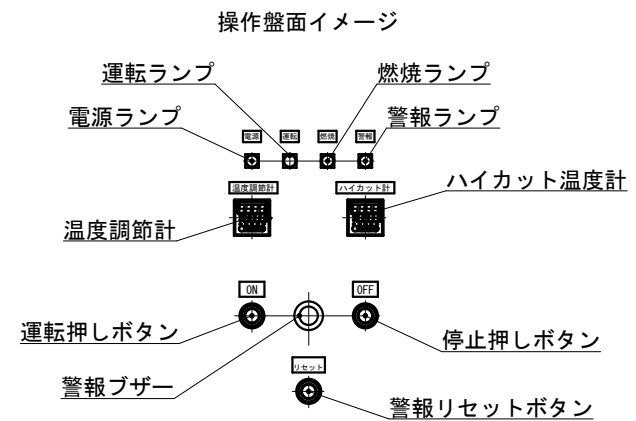 操作盤面イメージ
運転ランプ
燃焼ランプ
電源ランプ
警報ランプ
電源
運転
燃焼
警報
温度調節計
ハイカット計
ハイカット温度計
温度調節計
ON
OFF
運転押しボタン
停止押しボタン
リセット
警報ブザー
警報リセットボタン